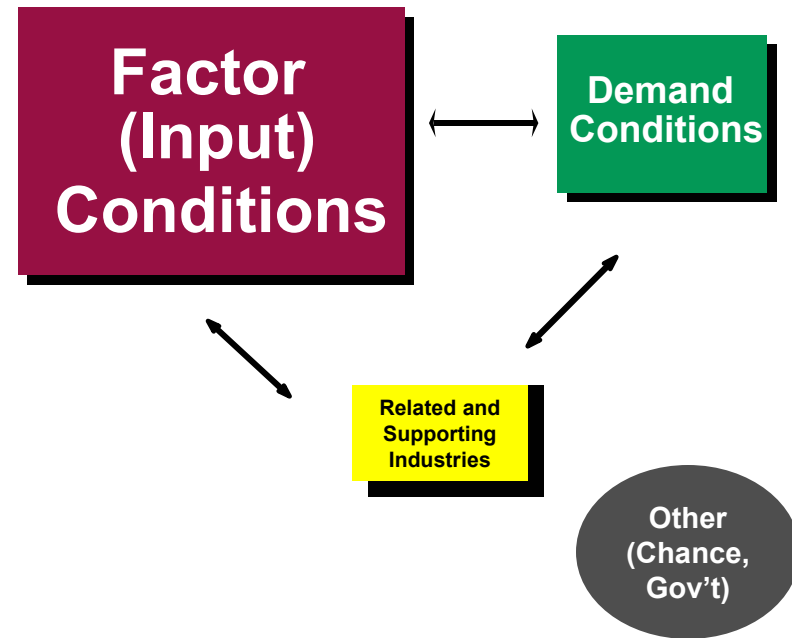 Factor
(Input)
Conditions
Demand
Conditions
Related and
Supporting
Industries
Other
(Chance,
Gov’t)